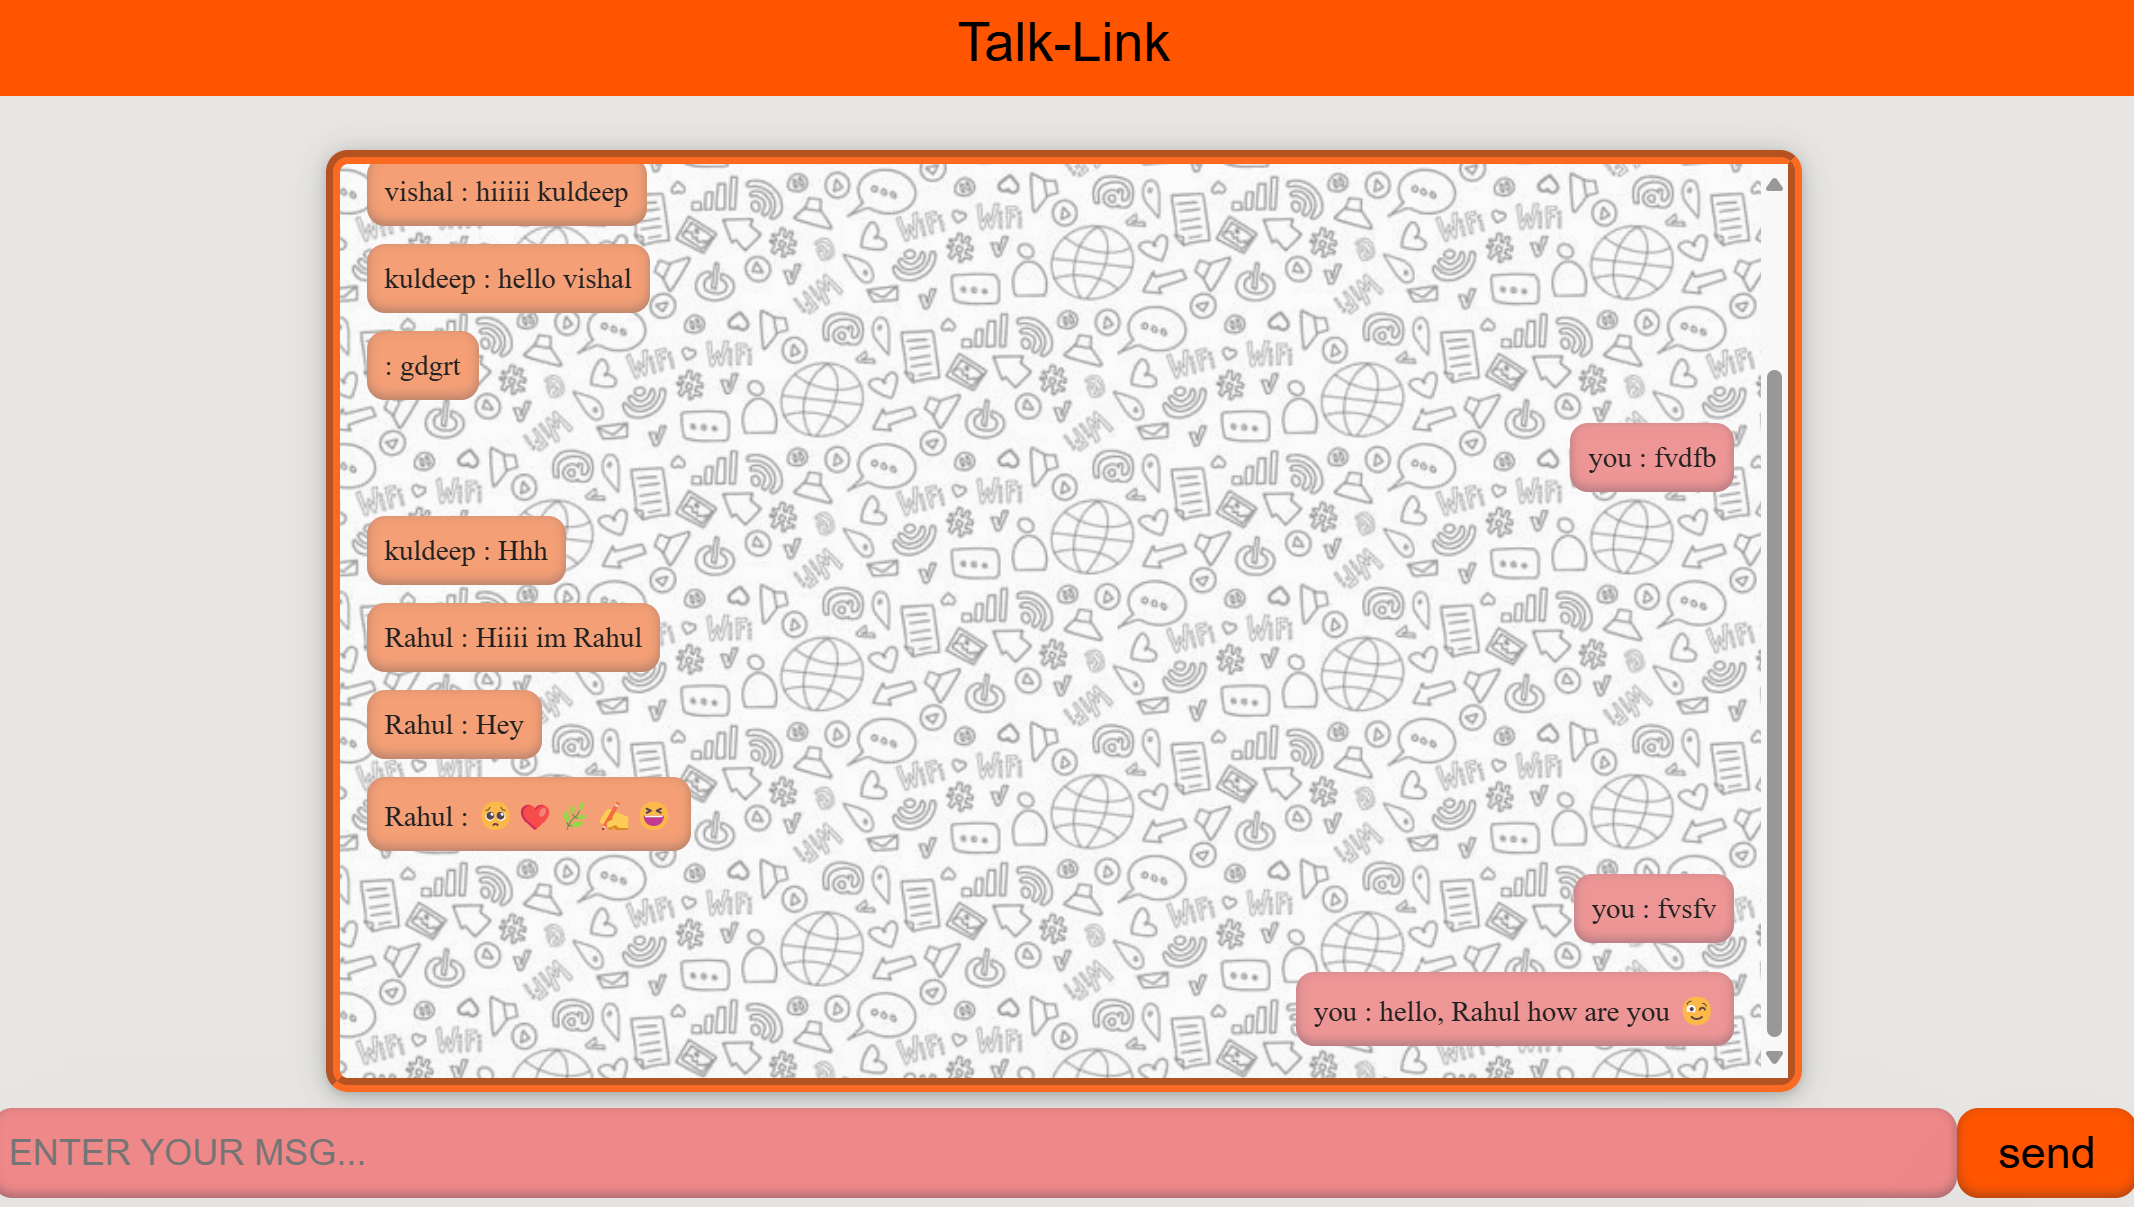 Talk-Link
vishal : hiiiii kuldeep
kuldeep : hello vishal
: gdgrt
you : fvdfb
kuldeep : Hhh
Rahul : Hiiii im Rahul
Rahul : Hey
Rahul : 🥺 ❤️ 🌿 ✍️ 😆
you : fvsfv
you : hello, Rahul how are you 😉
ENTER YOUR MSG...
send